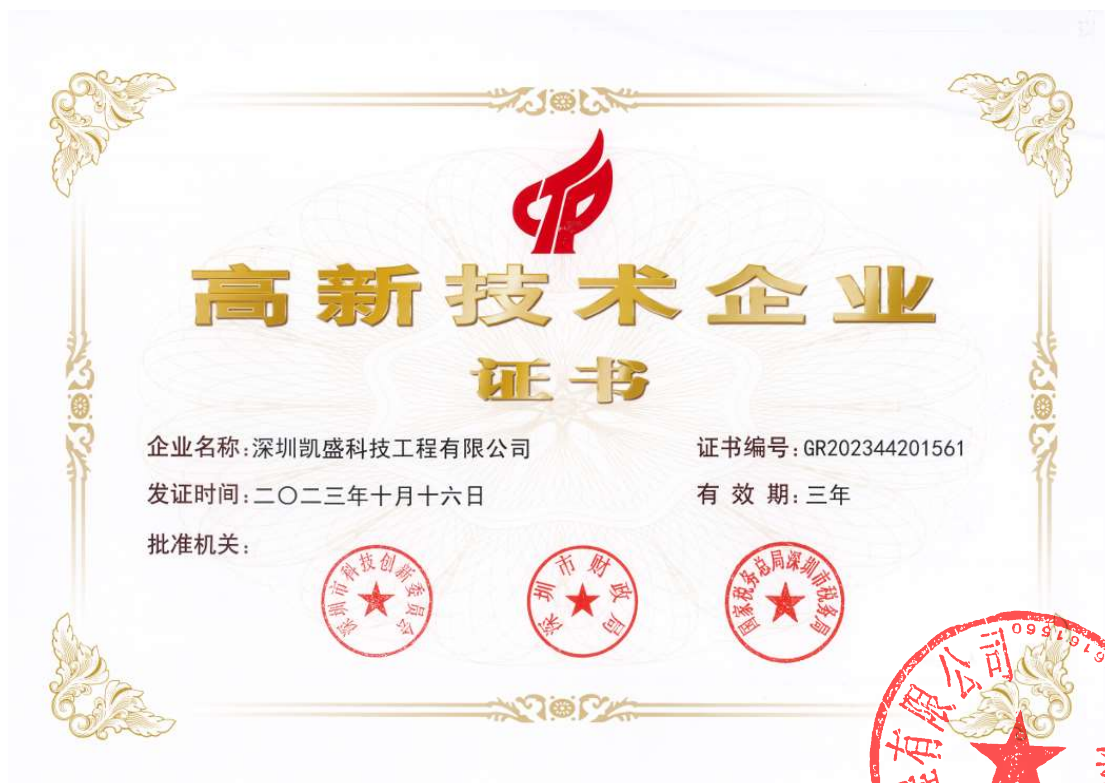 高新技术企业
证书
企业名称:深圳凯盛科技工程有限公司
证书编号:GR202344201561
发证时间:二〇二三年十月十六日
有 效 期:三年
批准机关:
深圳市科技创新委员会
深圳市财政局
国家税务总局深圳市税务局
有限公司